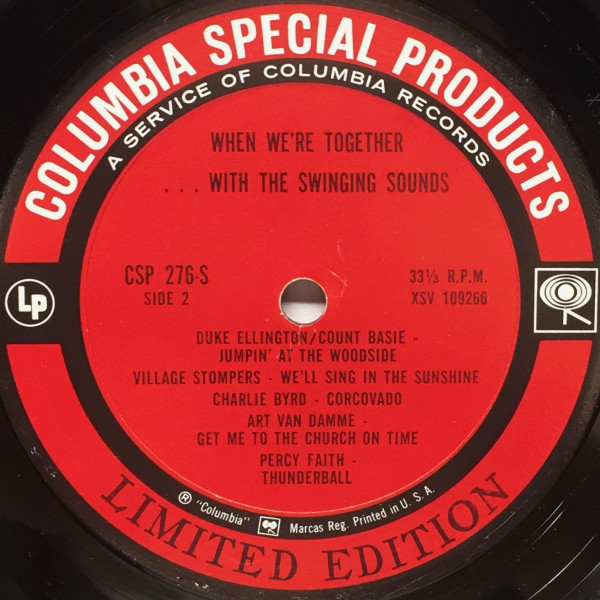 COLUMBIA SPECIAL PRODUCTS
A SERVICE OF COLUMBIA RECORDS
WHEN WE'RE TOGETHER
...WITH THE SWINGING SOUNDS
CSP 276-S
SIDE 2
33⅓ R.P.M.
XSV 109266
Lp
DUKE ELLINGTON/COUNT BASIE -
JUMPIN' AT THE WOODSIDE
VILLAGE STOMPERS - WE'LL SING IN THE SUNSHINE
CHARLIE BYRD - CORCOVADO
ART VAN DAMME -
GET ME TO THE CHURCH ON TIME
PERCY FAITH -
THUNDERBALL
® "Columbia" Marcas Reg. Printed in U. S. A.
LIMITED EDITION